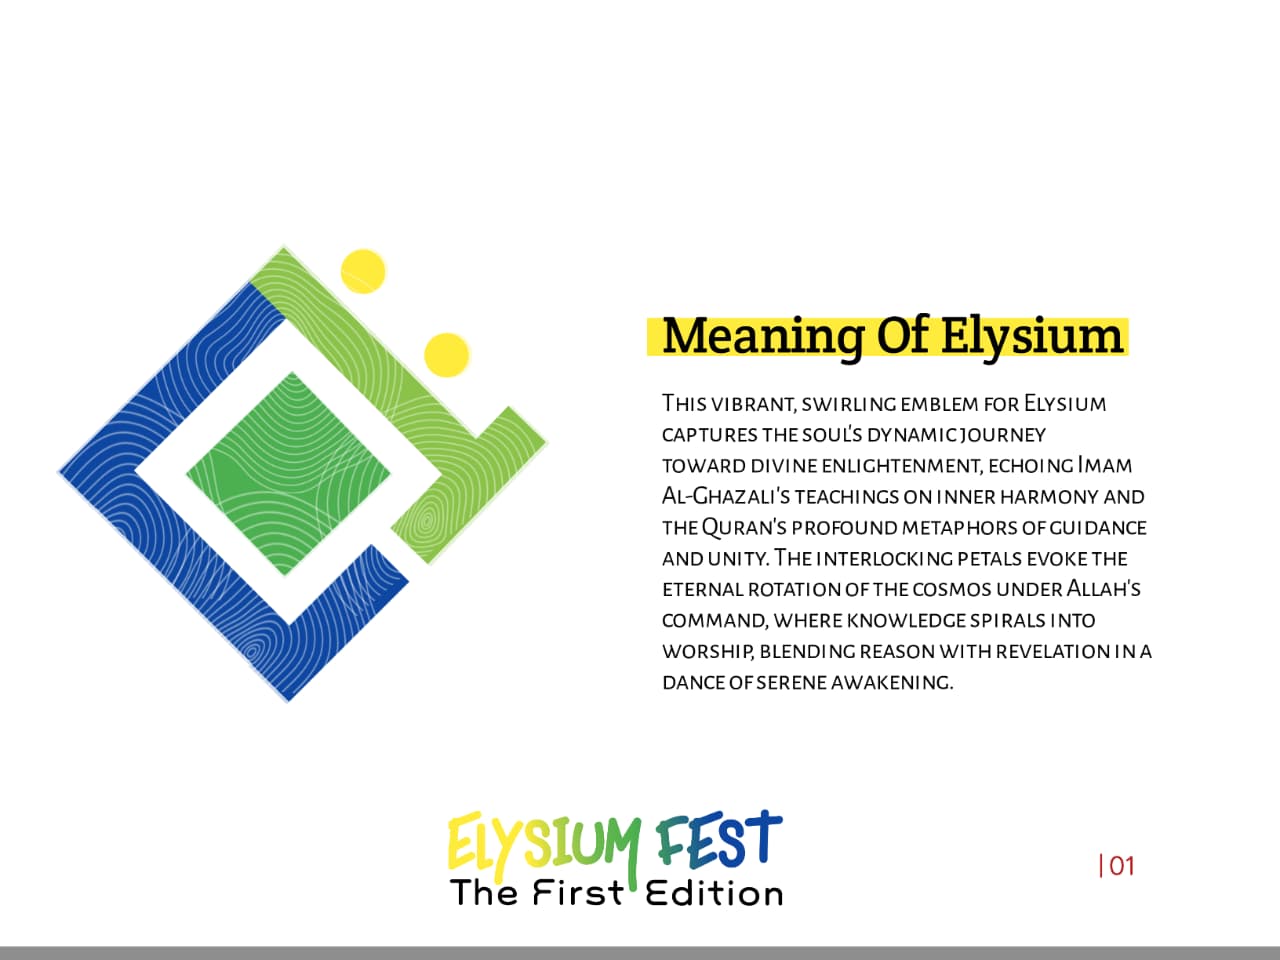 Meaning Of Elysium
This vibrant, swirling emblem for Elysium
captures the soul's dynamic journey
toward divine enlightenment, echoing Imam
Al-Ghazali's teachings on inner harmony and
the Quran's profound metaphors of guidance
and unity. The interlocking petals evoke the
eternal rotation of the cosmos under Allah's
command, where knowledge spirals into
worship, blending reason with revelation in a
dance of serene awakening.
Elysium Fest
The First Edition
| 01